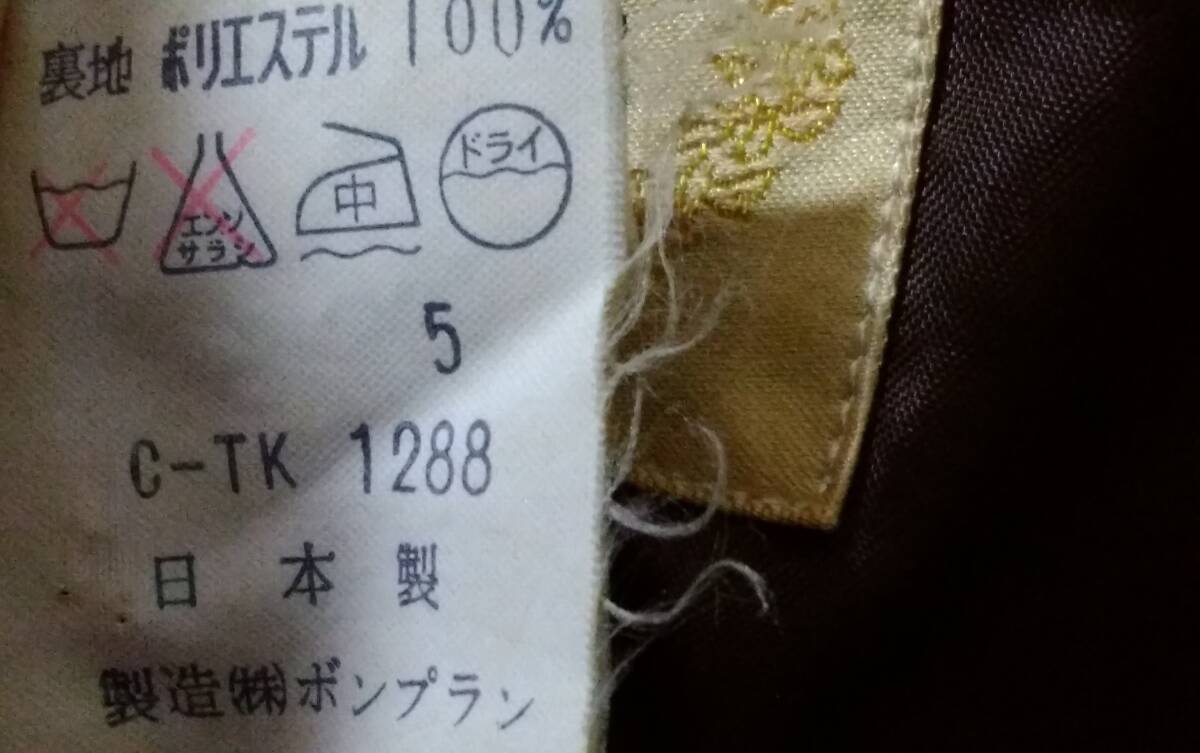 裏地 ポリエステル 100%
エンソ
サラシ
中
ドライ
5
C-TK 1288
日本製
製造㈱ボンプラン